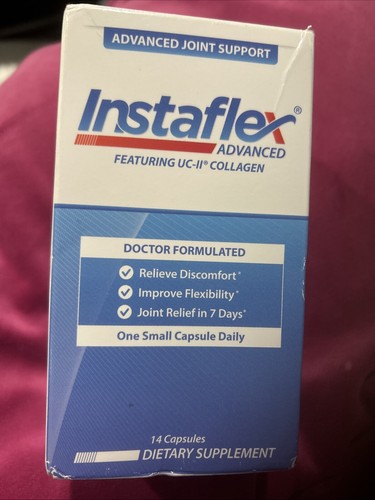 ADVANCED JOINT SUPPORT
Instaflex®
ADVANCED
FEATURING UC-II® COLLAGEN
DOCTOR FORMULATED
Relieve Discomfort*
Improve Flexibility*
Joint Relief in 7 Days*
One Small Capsule Daily
14 Capsules
DIETARY SUPPLEMENT